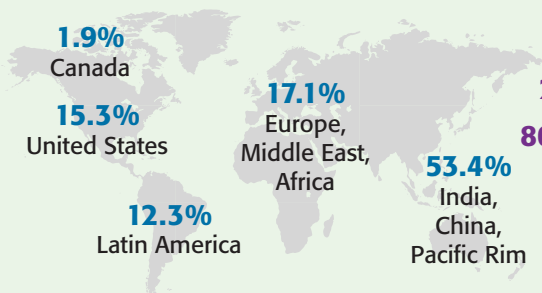 1.9%
Canada
15.3%
United States
12.3%
Latin America
17.1%
Europe,
Middle East,
Africa
53.4%
India,
China,
Pacific Rim